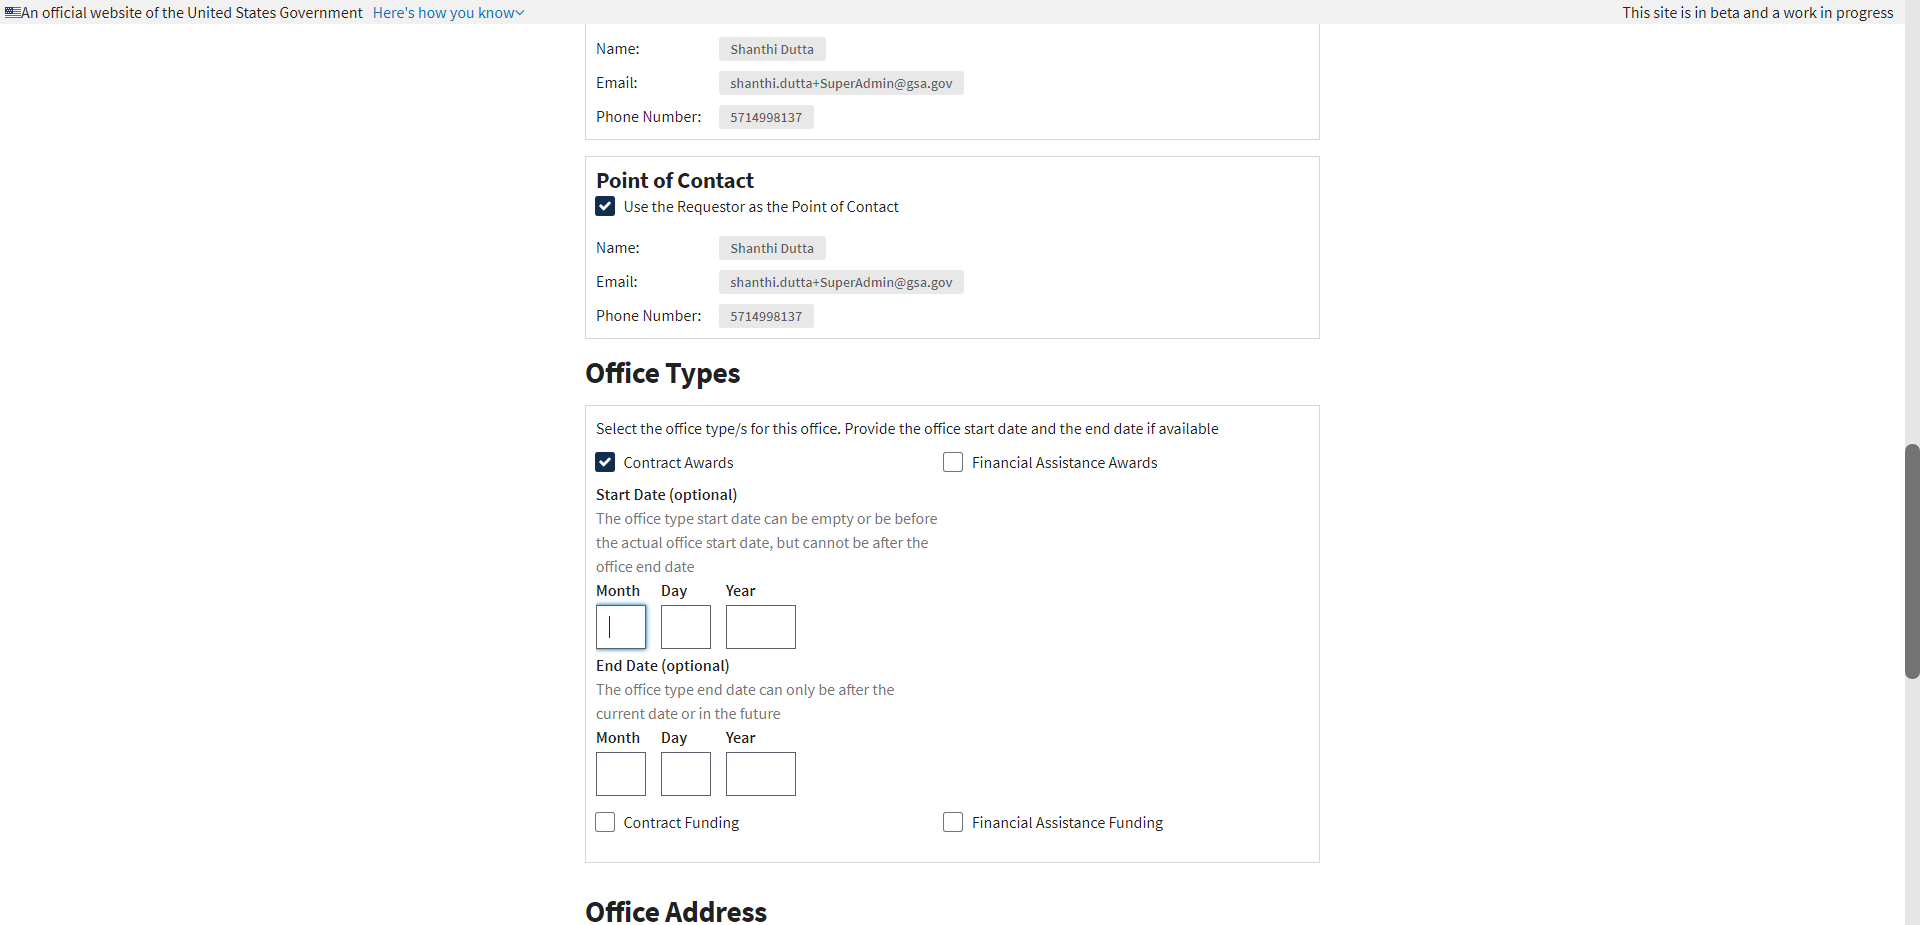 An official website of the United States Government Here's how you know
This site is in beta and a work in progress
Name: Shanthi Dutta
Email: shanthi.dutta+SuperAdmin@gsa.gov
Phone Number: 5714998137
Point of Contact
Use the Requestor as the Point of Contact
Name: Shanthi Dutta
Email: shanthi.dutta+SuperAdmin@gsa.gov
Phone Number: 5714998137
Office Types
Select the office type/s for this office. Provide the office start date and the end date if available
Contract Awards Financial Assistance Awards
Start Date (optional)
The office type start date can be empty or be before
the actual office start date, but cannot be after the
office end date
Month Day Year
End Date (optional)
The office type end date can only be after the
current date or in the future
Month Day Year
Contract Funding Financial Assistance Funding
Office Address